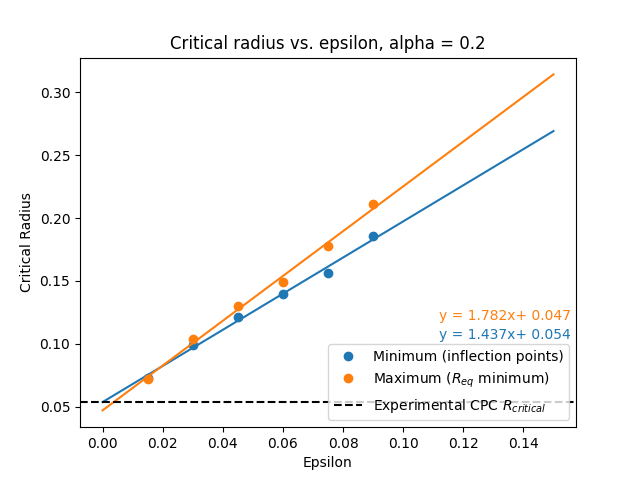 Critical radius vs. epsilon, alpha = 0.2
Critical Radius
0.30
0.25
0.20
0.15
0.10
0.05
y = 1.782x+ 0.047
y = 1.437x+ 0.054
Minimum (inflection points)
Maximum (R_eq minimum)
Experimental CPC R_critical
0.00 0.02 0.04 0.06 0.08 0.10 0.12 0.14
Epsilon